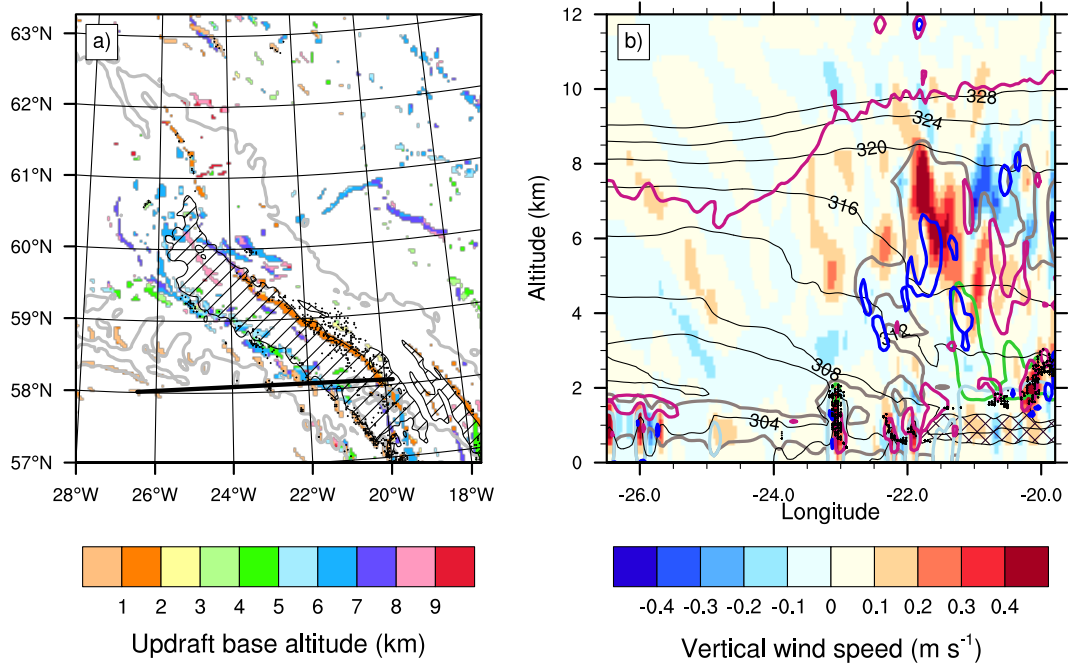 a)
63°N
62°N
61°N
60°N
59°N
58°N
57°N
28°W 26°W 24°W 22°W 20°W 18°W
1 2 3 4 5 6 7 8 9
Updraft base altitude (km)
b)
Altitude (km)
12
10
8
6
4
2
0
328
324
320
316
312
308
304
-26.0 -24.0 -22.0 -21.0 -20.0
Longitude
-0.4 -0.3 -0.2 -0.1 0 0.1 0.2 0.3 0.4
Vertical wind speed (m s⁻¹)